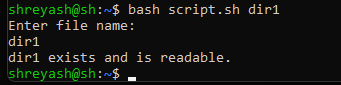 shreyash@sh:~$ bash script.sh dir1
Enter file name:
dir1
dir1 exists and is readable.
shreyash@sh:~$